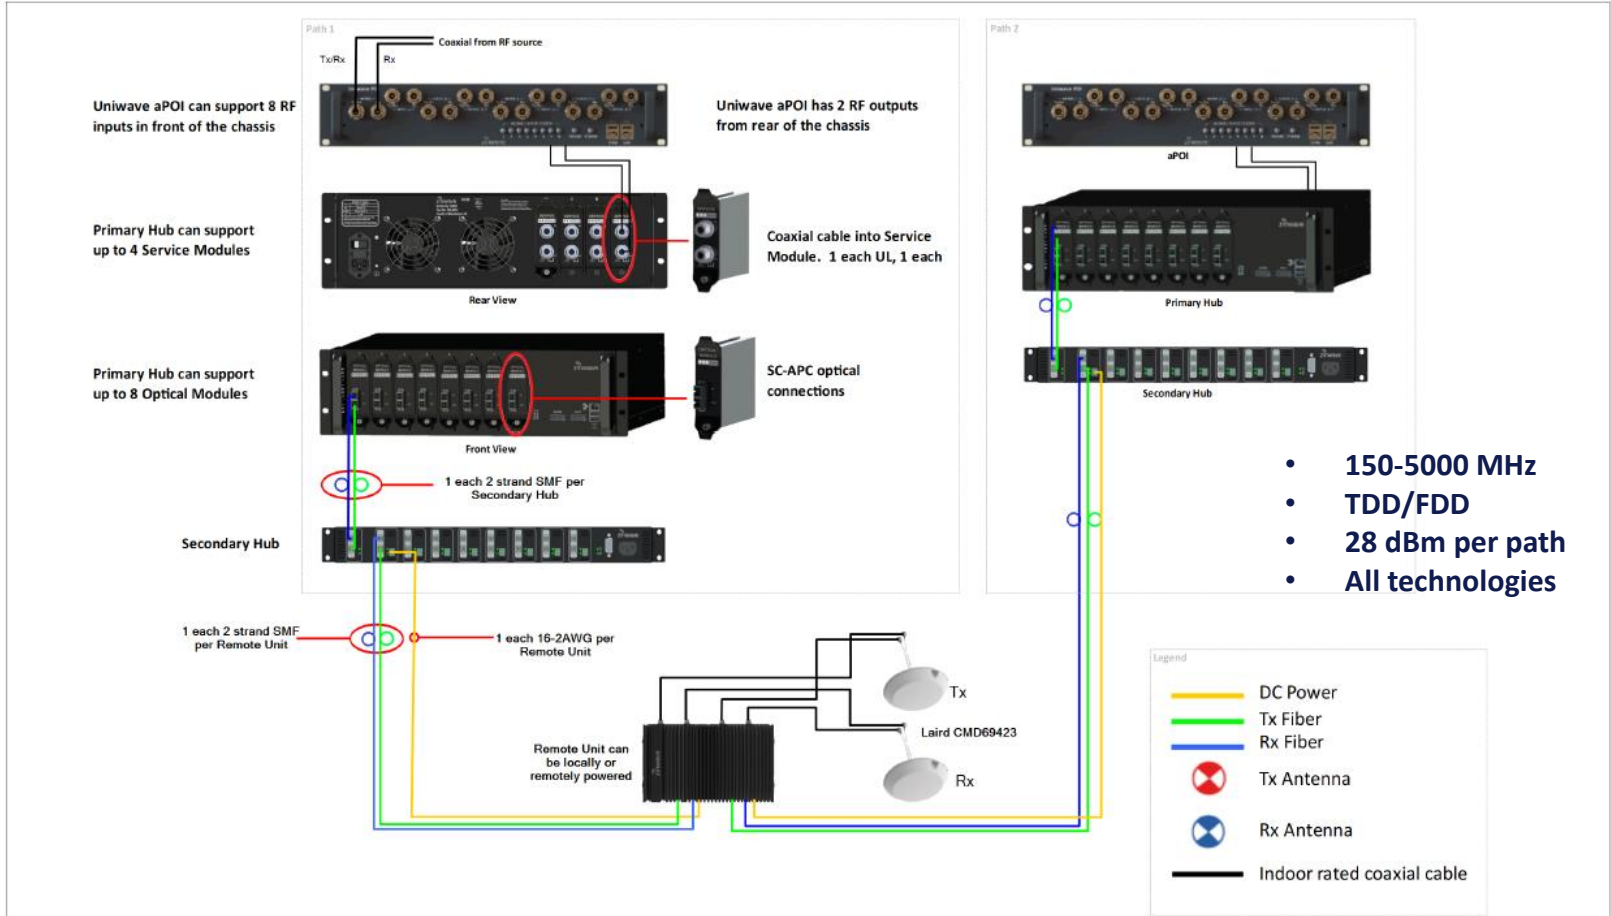 Path 1
Coaxial from RF source
Tx/Rx
Rx
Uniwave aPOI can support 8 RF
inputs in front of the chassis
Uniwave aPOI has 2 RF outputs
from rear of the chassis
Primary Hub can support
up to 4 Service Modules
Coaxial cable into Service
Module. 1 each UL, 1 each
Rear View
Primary Hub can support
up to 8 Optical Modules
SC-APC optical
connections
Front View
1 each 2 strand SMF per
Secondary Hub
Secondary Hub
1 each 2 strand SMF
per Remote Unit
1 each 16-2AWG per
Remote Unit
Remote Unit can
be locally or
remotely powered
Tx
Laird CMD69423
Rx
Path 2
aPOI
Primary Hub
Secondary Hub
• 150-5000 MHz
• TDD/FDD
• 28 dBm per path
• All technologies
Legend
DC Power
Tx Fiber
Rx Fiber
Tx Antenna
Rx Antenna
Indoor rated coaxial cable